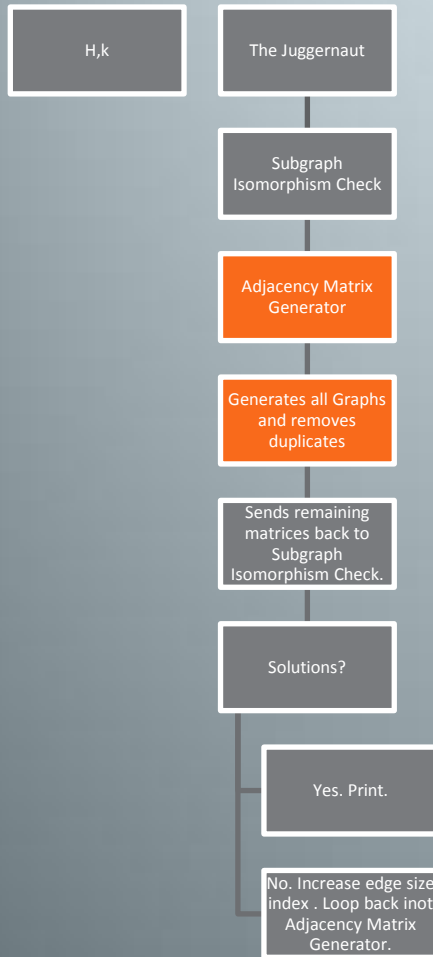 H,k
The Juggernaut
Subgraph
Isomorphism Check
Adjacency Matrix
Generator
Generates all Graphs
and removes
duplicates
Sends remaining
matrices back to
Subgraph
Isomorphism Check.
Solutions?
Yes. Print.
No. Increase edge size
index . Loop back inot
Adjacency Matrix
Generator.